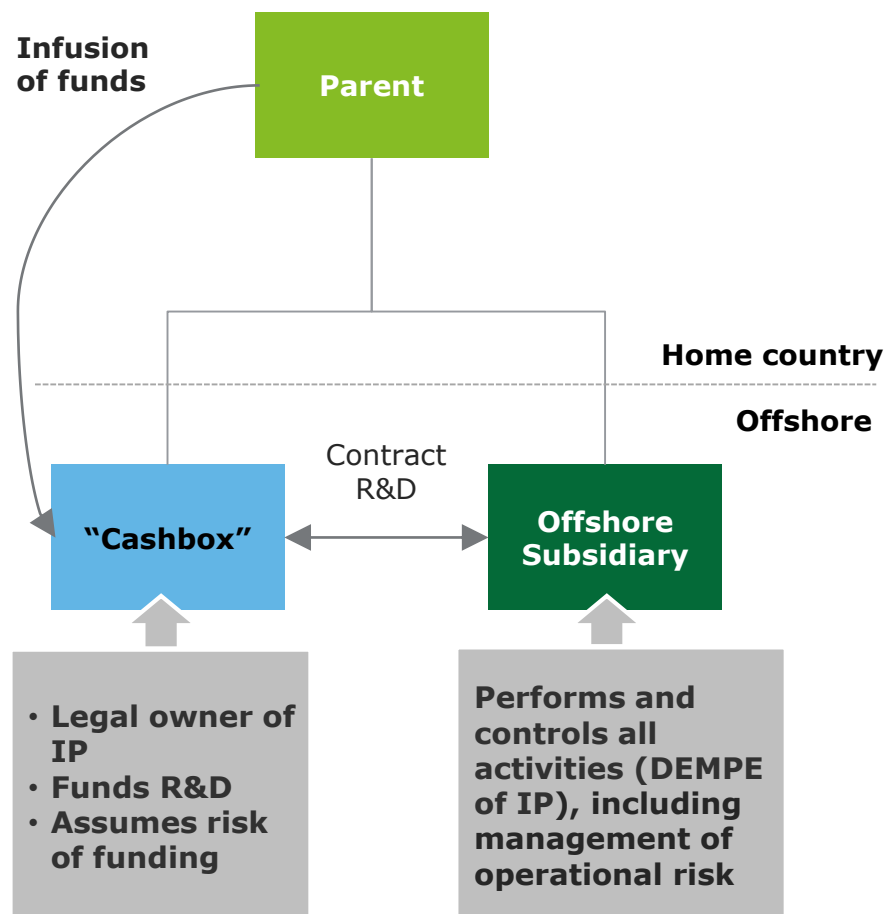 Infusion
of funds
Parent
Home country
Offshore
Contract
R&D
“Cashbox”
Offshore
Subsidiary
• Legal owner of
IP
• Funds R&D
• Assumes risk
of funding
Performs and
controls all
activities (DEMPE
of IP), including
management of
operational risk